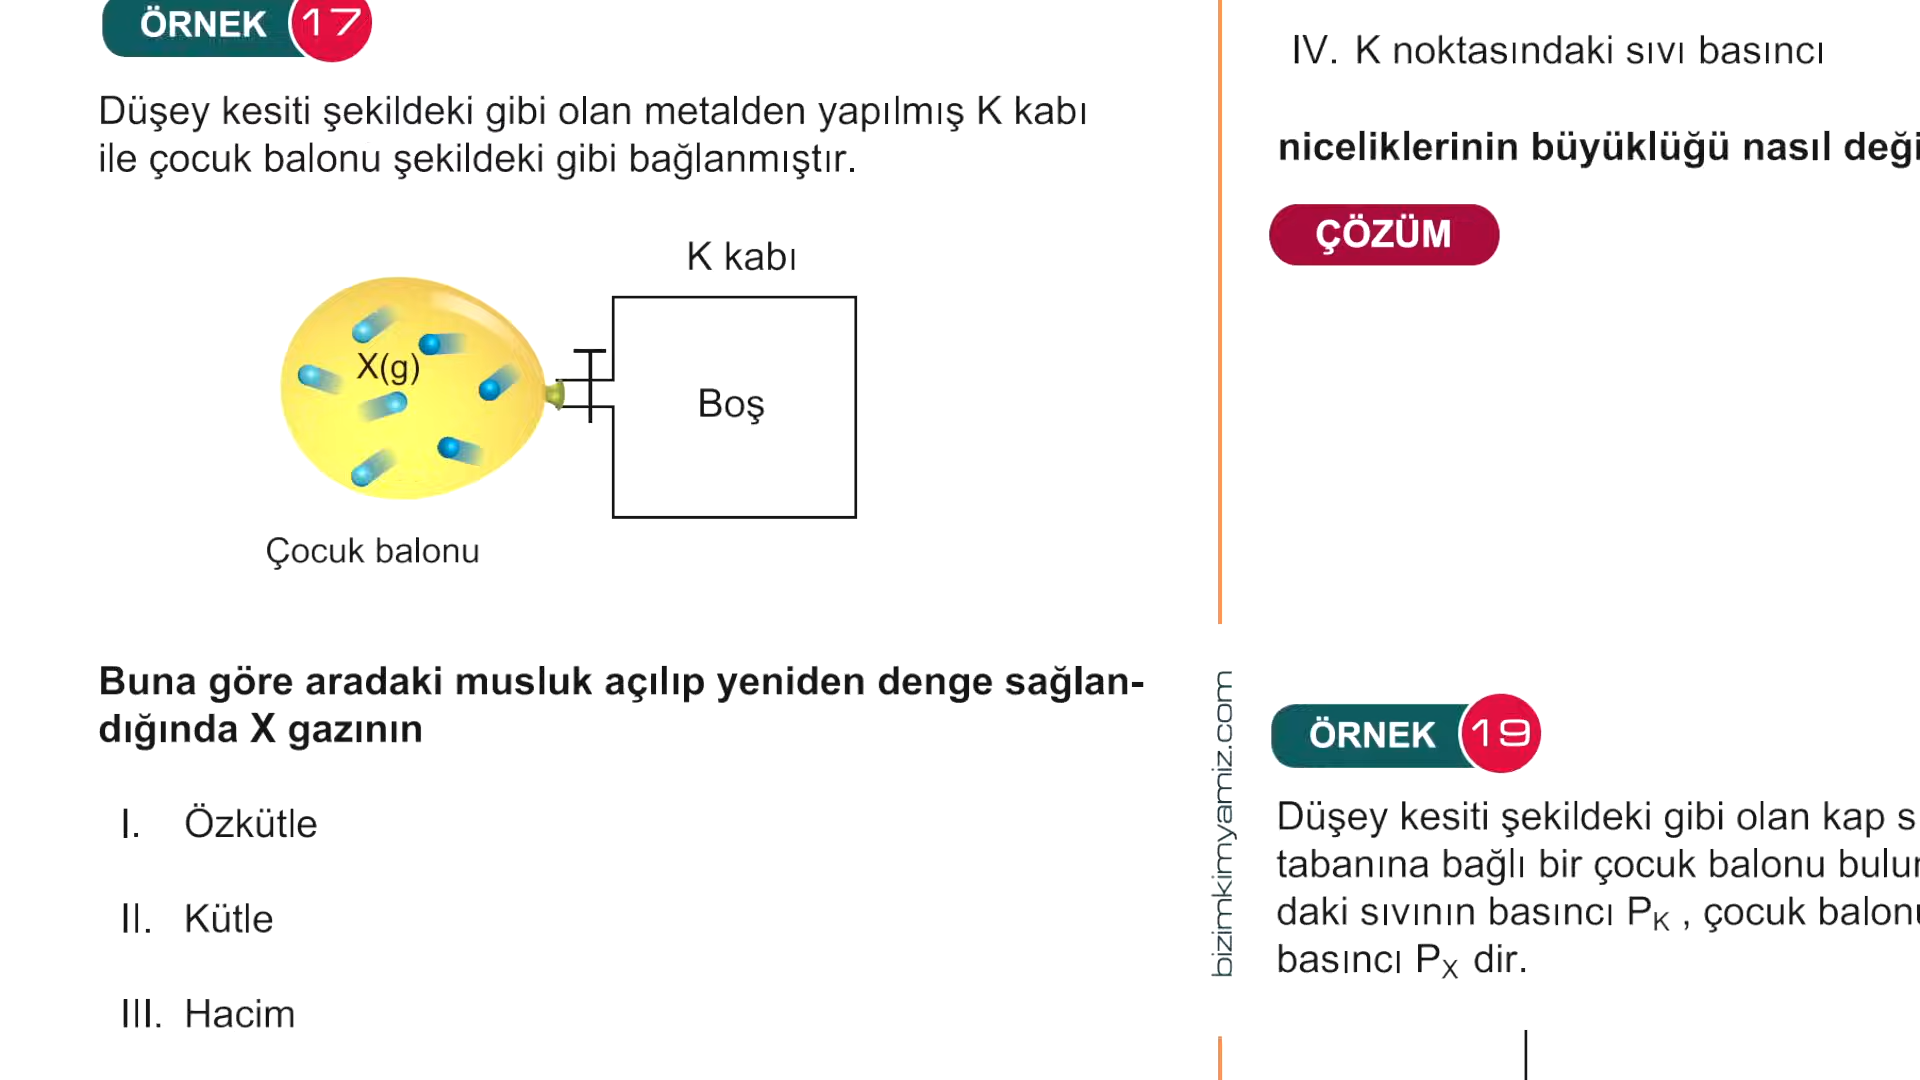 ÖRNEK 17
Düşey kesiti şekildeki gibi olan metalden yapılmış K kabı
ile çocuk balonu şekildeki gibi bağlanmıştır.
K kabı
X(g)
Boş
Çocuk balonu
Buna göre aradaki musluk açılıp yeniden denge sağlan-
dığında X gazının
I. Özkütle
II. Kütle
III. Hacim
bizimkimyamiz.com
IV. K noktasındaki sıvı basıncı
niceliklerinin büyüklüğü nasıl deği
ÇÖZÜM
ÖRNEK 19
Düşey kesiti şekildeki gibi olan kap s
tabanına bağlı bir çocuk balonu bulu
daki sıvının basıncı PK , çocuk balon
basıncı PX dir.